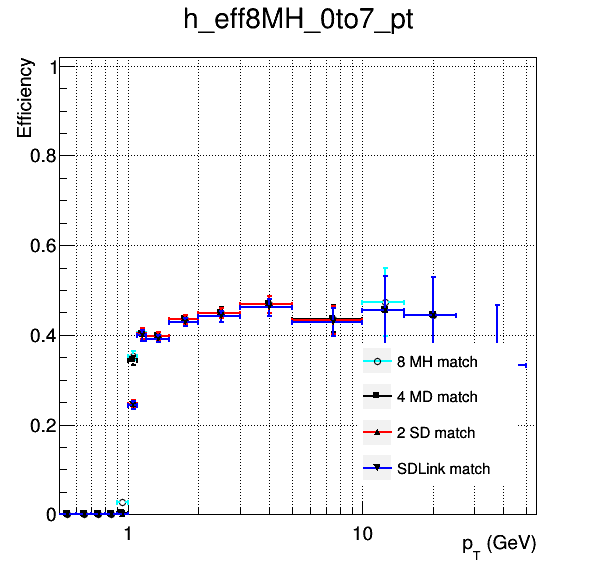 h_eff8MH_0to7_pt
Efficiency
1
0.8
0.6
0.4
0.2
0
8 MH match
4 MD match
2 SD match
SDLink match
1
10
p_T (GeV)